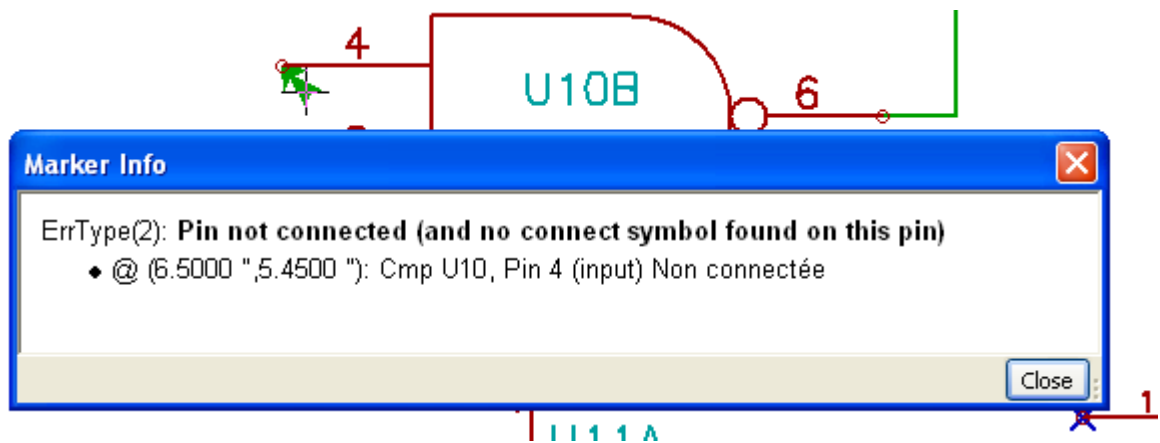 4
U10B
6
Marker Info
ErrType(2): Pin not connected (and no connect symbol found on this pin)
◆ @ (6.5000 ",5.4500 "): Cmp U10, Pin 4 (input) Non connectée
Close
1
U11A